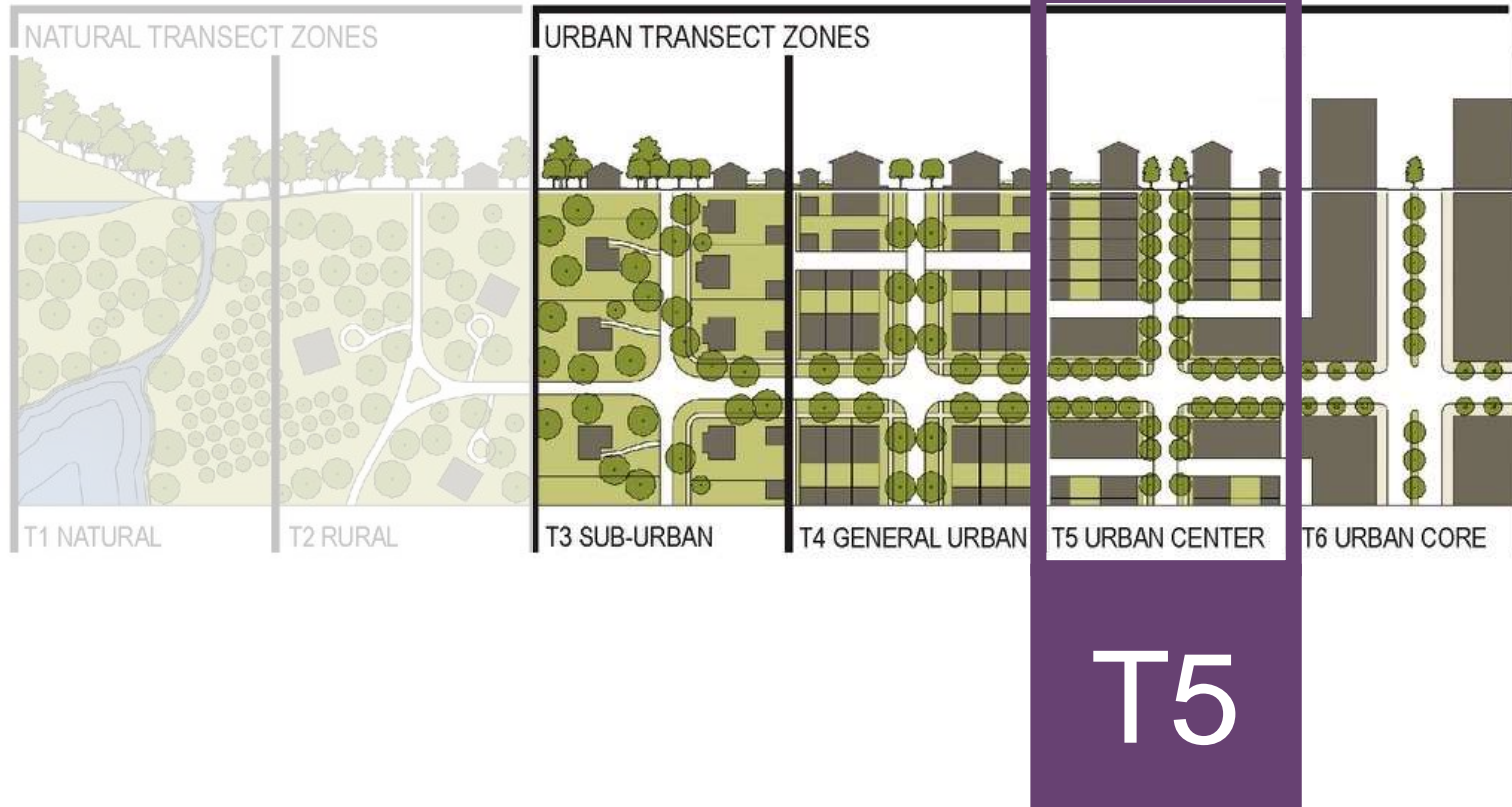 NATURAL TRANSECT ZONES
URBAN TRANSECT ZONES
T1 NATURAL
T2 RURAL
T3 SUB-URBAN
T4 GENERAL URBAN
T5 URBAN CENTER
T6 URBAN CORE
T5